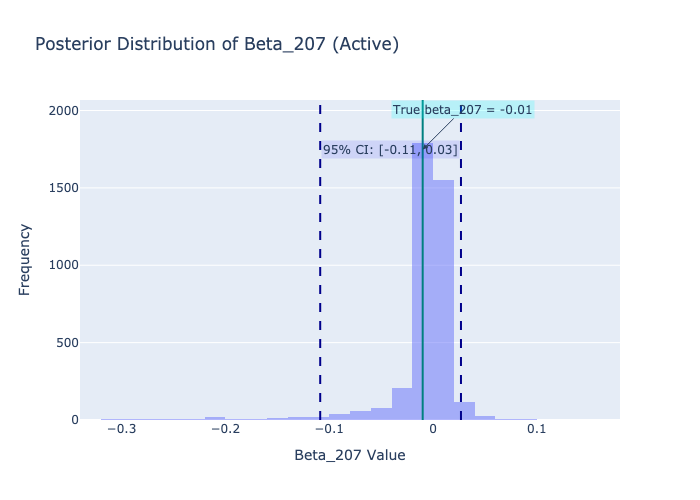 Posterior Distribution of Beta_207 (Active)
2000
True beta_207 = -0.01
95% CI: [-0.11, 0.03]
1500
1000
500
0
Frequency
−0.3
−0.2
−0.1
0
0.1
Beta_207 Value